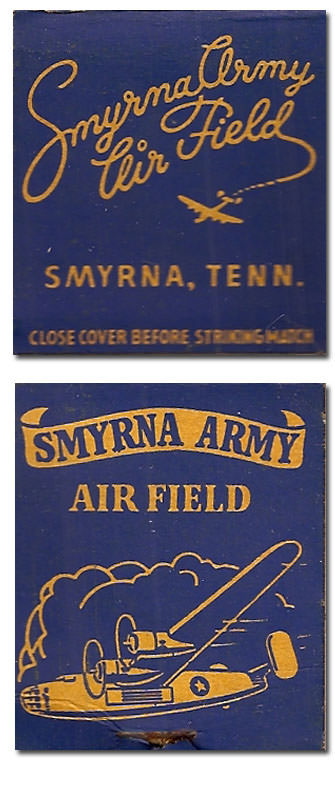 Smyrna Army
Air Field
SMYRNA, TENN.
CLOSE COVER BEFORE STRIKING MATCH
SMYRNA ARMY
AIR FIELD